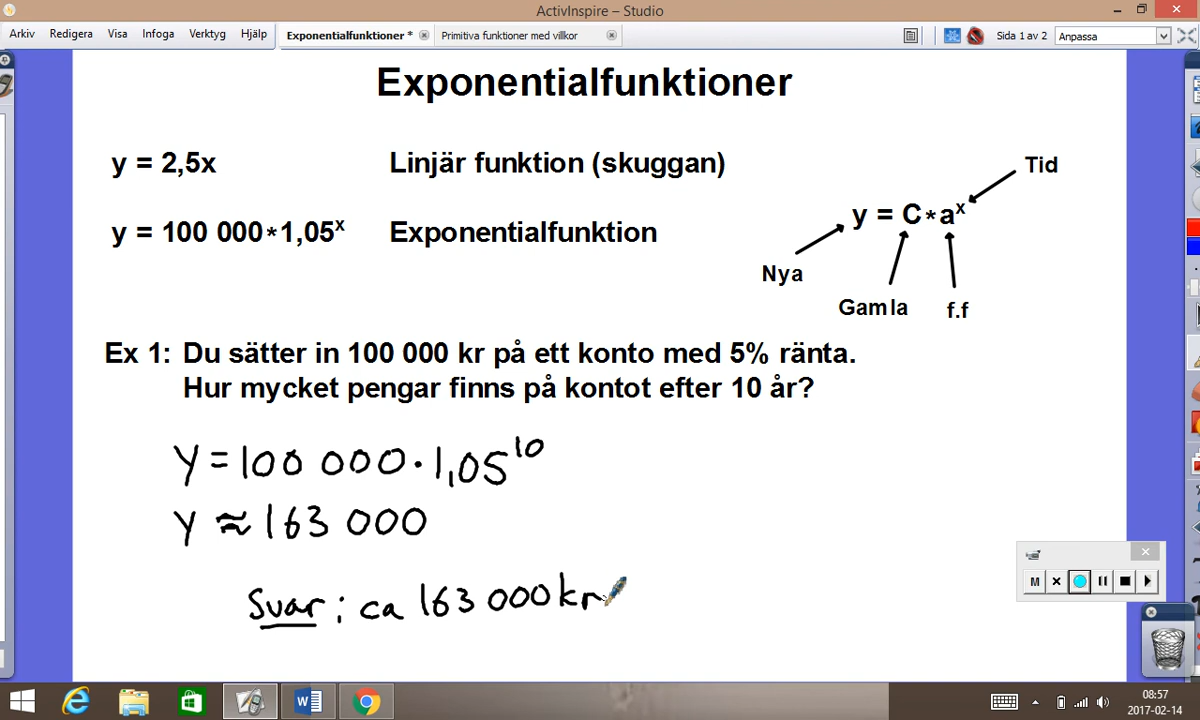 ActivInspire – Studio
Arkiv Redigera Visa Infoga Verktyg Hjälp Exponentialfunktioner * Primitiva funktioner med villkor Sida 1 av 2 Anpassa
Exponentialfunktioner
y = 2,5x Linjär funktion (skuggan)
Tid
y = C*aˣ
y = 100 000*1,05ˣ Exponentialfunktion
Nya
Gamla f.f
Ex 1: Du sätter in 100 000 kr på ett konto med 5% ränta.
Hur mycket pengar finns på kontot efter 10 år?
y = 100 000 · 1,05¹⁰
y ≈ 163 000
Svar: ca 163 000 kr
M
08:57
2017-02-14